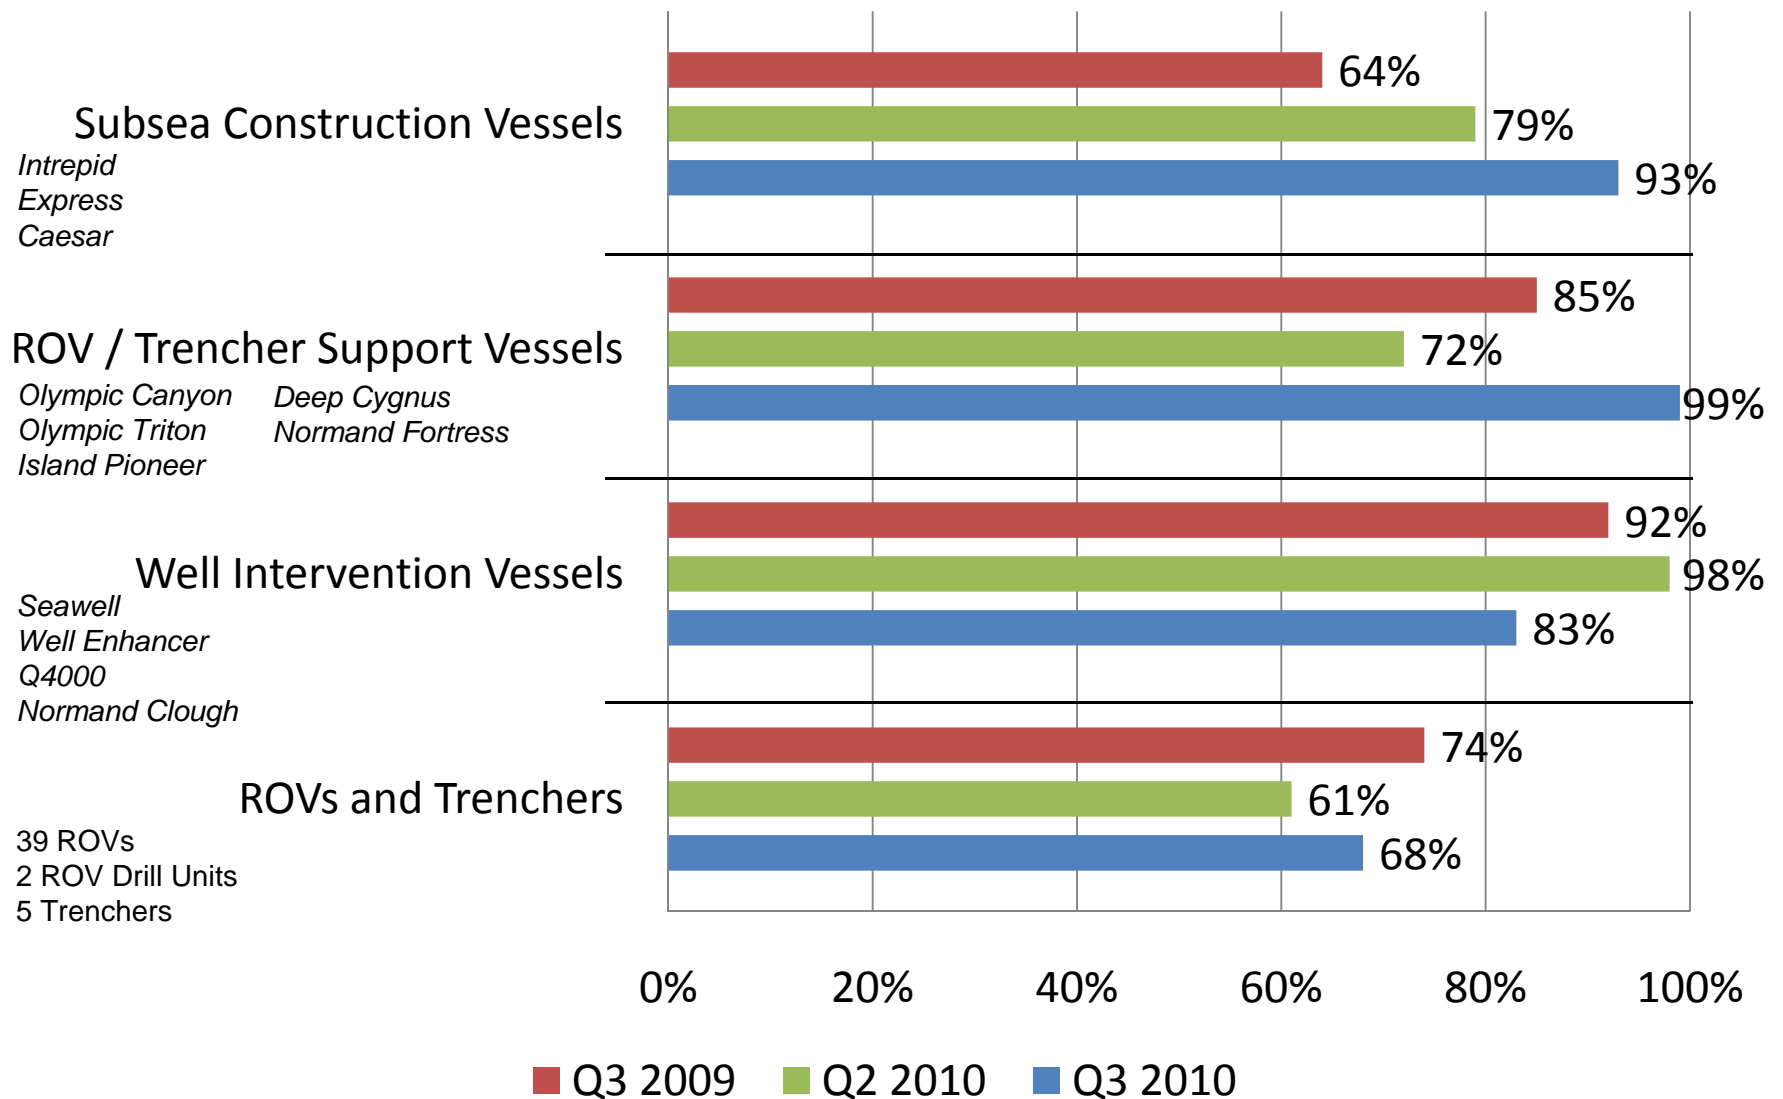 64%
Subsea Construction Vessels
79%
Intrepid
93%
Express
Caesar
85%
ROV / Trencher Support Vessels
72%
Olympic Canyon Deep Cygnus
99%
Olympic Triton Normand Fortress
Island Pioneer
92%
Well Intervention Vessels
98%
Seawell
83%
Well Enhancer
Q4000
Normand Clough
74%
ROVs and Trenchers
61%
39 ROVs
68%
2 ROV Drill Units
5 Trenchers
0% 20% 40% 60% 80% 100%
Q3 2009 Q2 2010 Q3 2010